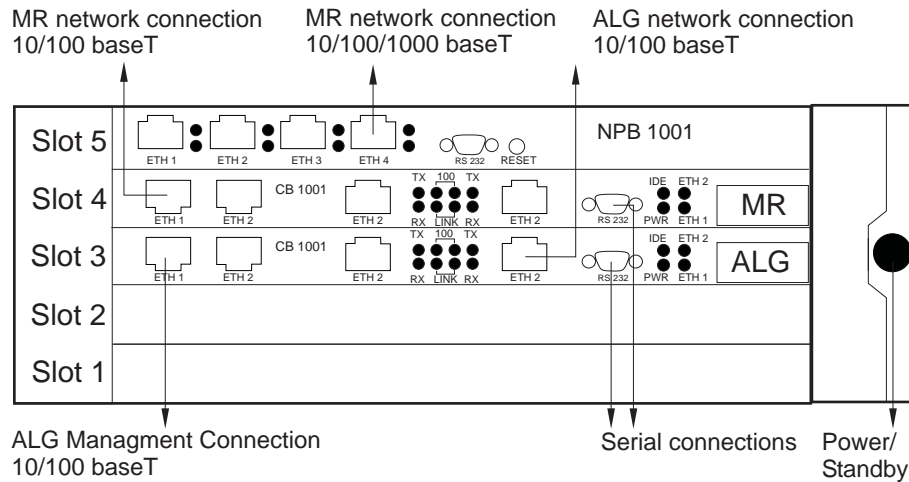 MR network connection
10/100 baseT
MR network connection
10/100/1000 baseT
ALG network connection
10/100 baseT
Slot 5
ETH 1
ETH 2
ETH 3
ETH 4
RS 232
RESET
NPB 1001
Slot 4
ETH 1
ETH 2
CB 1001
ETH 2
TX 100 TX
RX LINK RX
ETH 2
RS 232
IDE ETH 2
PWR ETH 1
MR
Slot 3
ETH 1
ETH 2
CB 1001
ETH 2
TX 100 TX
RX LINK RX
ETH 2
RS 232
IDE ETH 2
PWR ETH 1
ALG
Slot 2
Slot 1
ALG Managment Connection
10/100 baseT
Serial connections
Power/
Standby